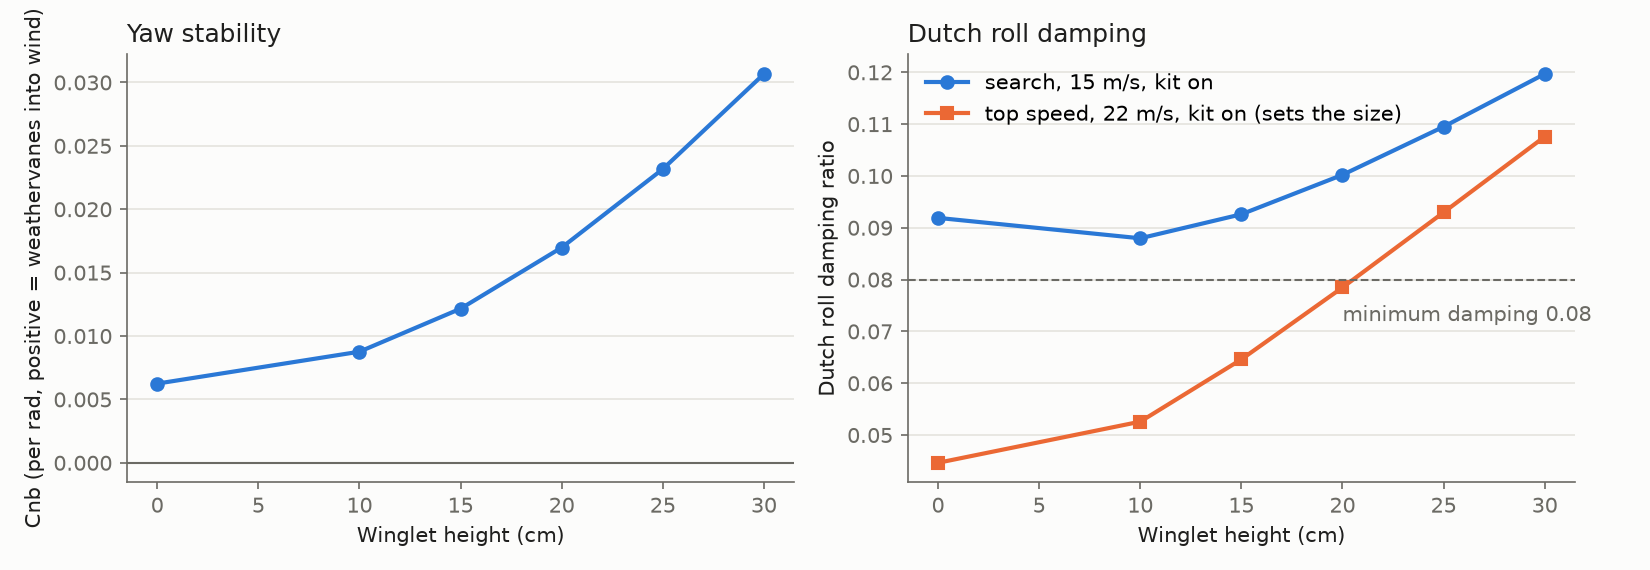 Yaw stability
Cnb (per rad, positive = weathervanes into wind)
0.030
0.025
0.020
0.015
0.010
0.005
0.000
0 5 10 15 20 25 30
Winglet height (cm)
Dutch roll damping
Dutch roll damping ratio
0.12
0.11
0.10
0.09
0.08
0.07
0.06
0.05
search, 15 m/s, kit on
top speed, 22 m/s, kit on (sets the size)
minimum damping 0.08
0 5 10 15 20 25 30
Winglet height (cm)